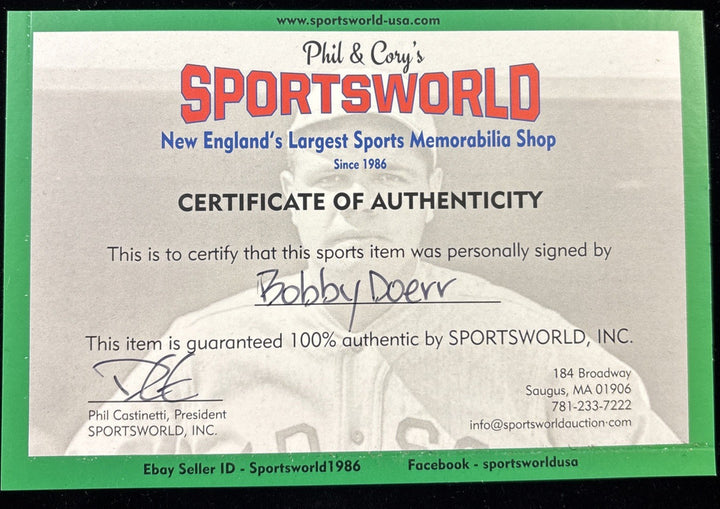 www.sportsworld-usa.com
Phil & Cory's
SPORTSWORLD
New England's Largest Sports Memorabilia Shop
Since 1986
CERTIFICATE OF AUTHENTICITY
This is to certify that this sports item was personally signed by
Bobby Doerr
This item is guaranteed 100% authentic by SPORTSWORLD, INC.
Phil Castinetti, President
SPORTSWORLD, INC.
184 Broadway
Saugus, MA 01906
781-233-7222
info@sportsworldauction.com
Ebay Seller ID - Sportsworld1986
Facebook - sportsworldusa